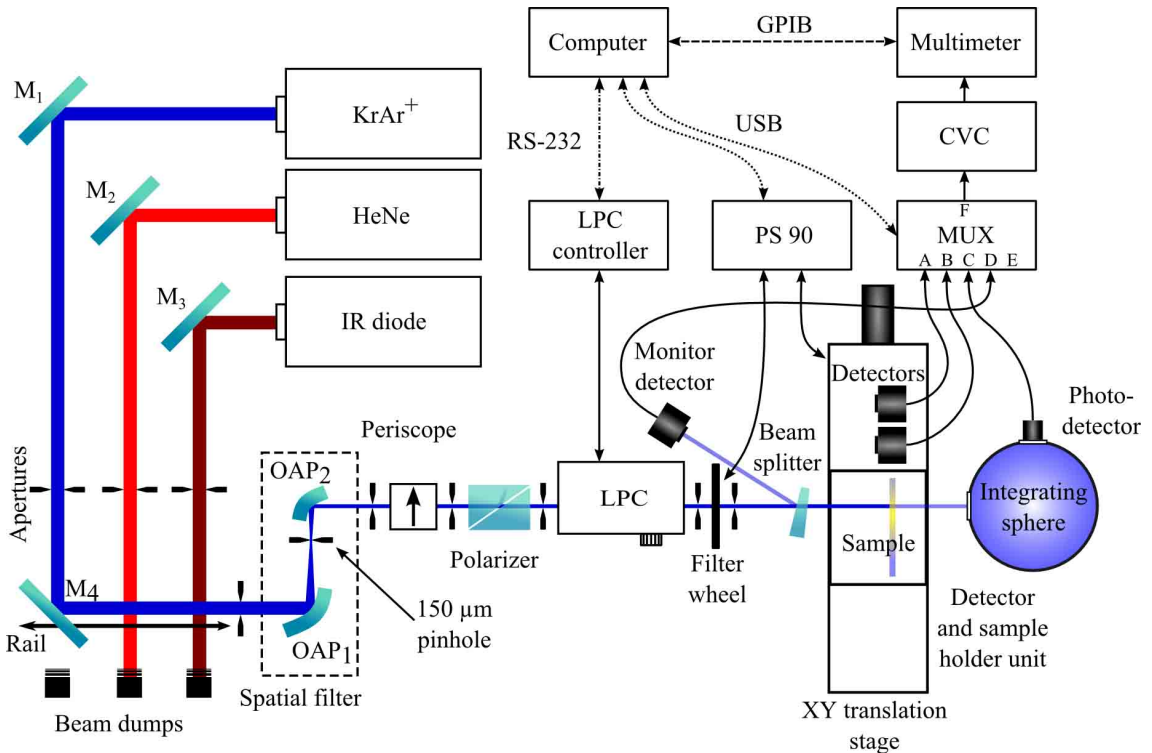 Computer
GPIB
Multimeter
M1
KrAr+
RS-232
USB
CVC
M2
HeNe
LPC
controller
PS 90
F
MUX
A B C D E
M3
IR diode
Monitor
detector
Detectors
Photo-
detector
Periscope
Beam
splitter
Apertures
OAP2
LPC
Integrating
sphere
Polarizer
Sample
Filter
wheel
M4
150 µm
pinhole
Detector
and sample
holder unit
Rail
OAP1
Spatial filter
Beam dumps
XY translation
stage